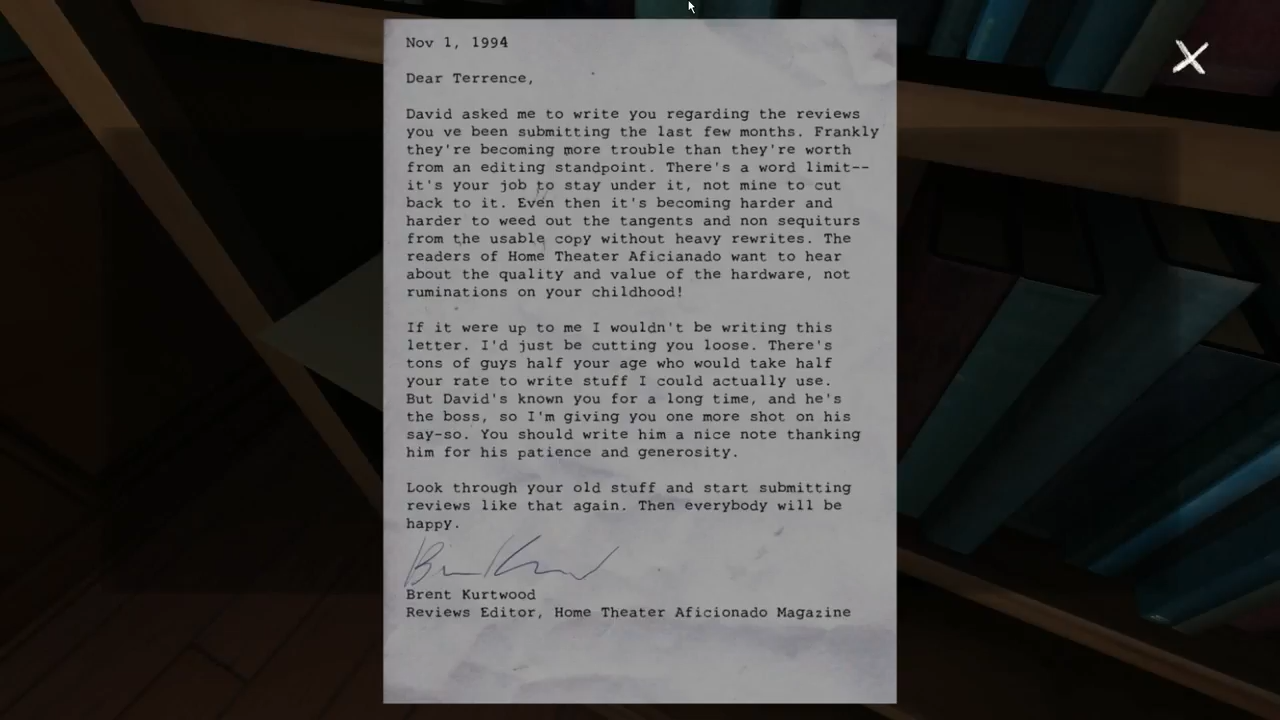 Nov 1, 1994
Dear Terrence,
David asked me to write you regarding the reviews
you ve been submitting the last few months. Frankly
they're becoming more trouble than they're worth
from an editing standpoint. There's a word limit--
it's your job to stay under it, not mine to cut
back to it. Even then it's becoming harder and
harder to weed out the tangents and non sequiturs
from the usable copy without heavy rewrites. The
readers of Home Theater Aficianado want to hear
about the quality and value of the hardware, not
ruminations on your childhood!
If it were up to me I wouldn't be writing this
letter. I'd just be cutting you loose. There's
tons of guys half your age who would take half
your rate to write stuff I could actually use.
But David's known you for a long time, and he's
the boss, so I'm giving you one more shot on his
say-so. You should write him a nice note thanking
him for his patience and generosity.
Look through your old stuff and start submitting
reviews like that again. Then everybody will be
happy.
Brent Kurtwood
Reviews Editor, Home Theater Aficionado Magazine